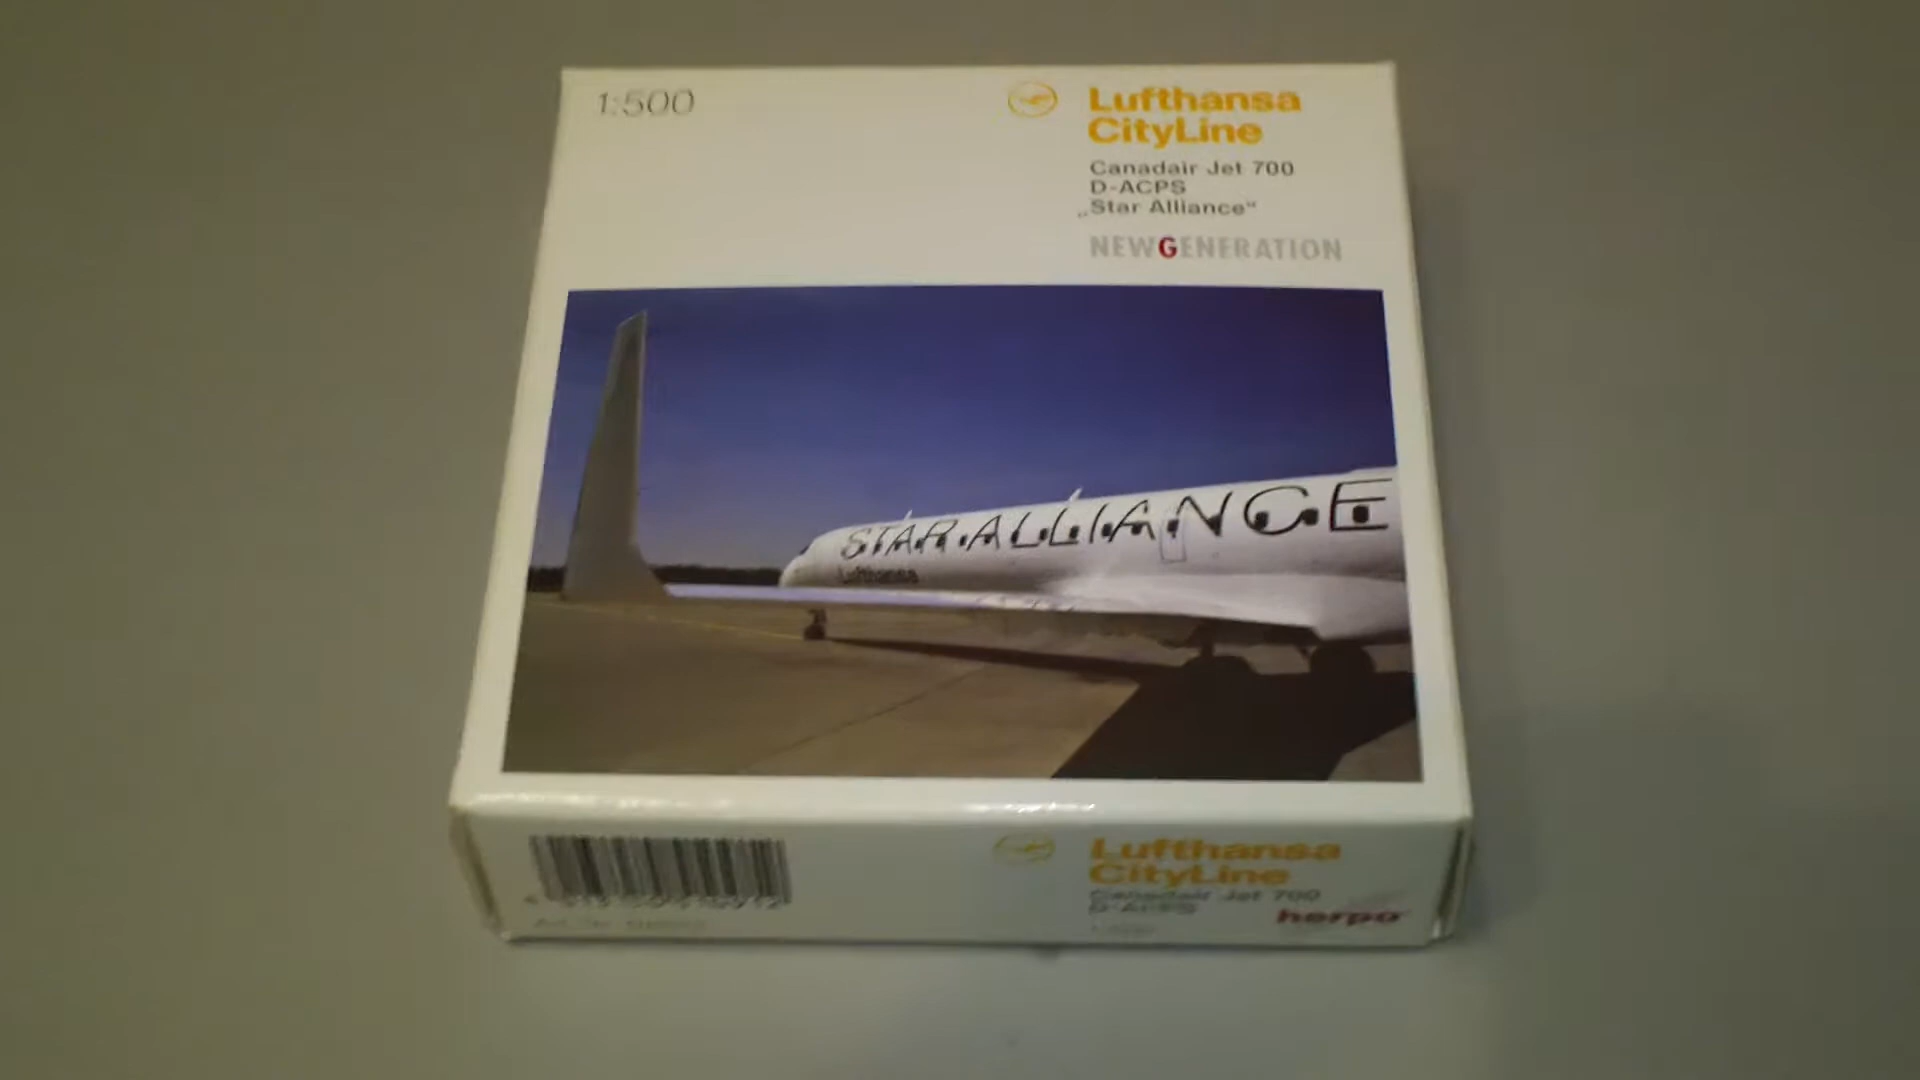 1:500
Lufthansa
CityLine
Canadair Jet 700
D-ACPS
„Star Alliance“
NEWGENERATION
STAR ALLIANCE
Lufthansa
Lufthansa
CityLine
Canadair Jet 700
D-ACPS
herpa